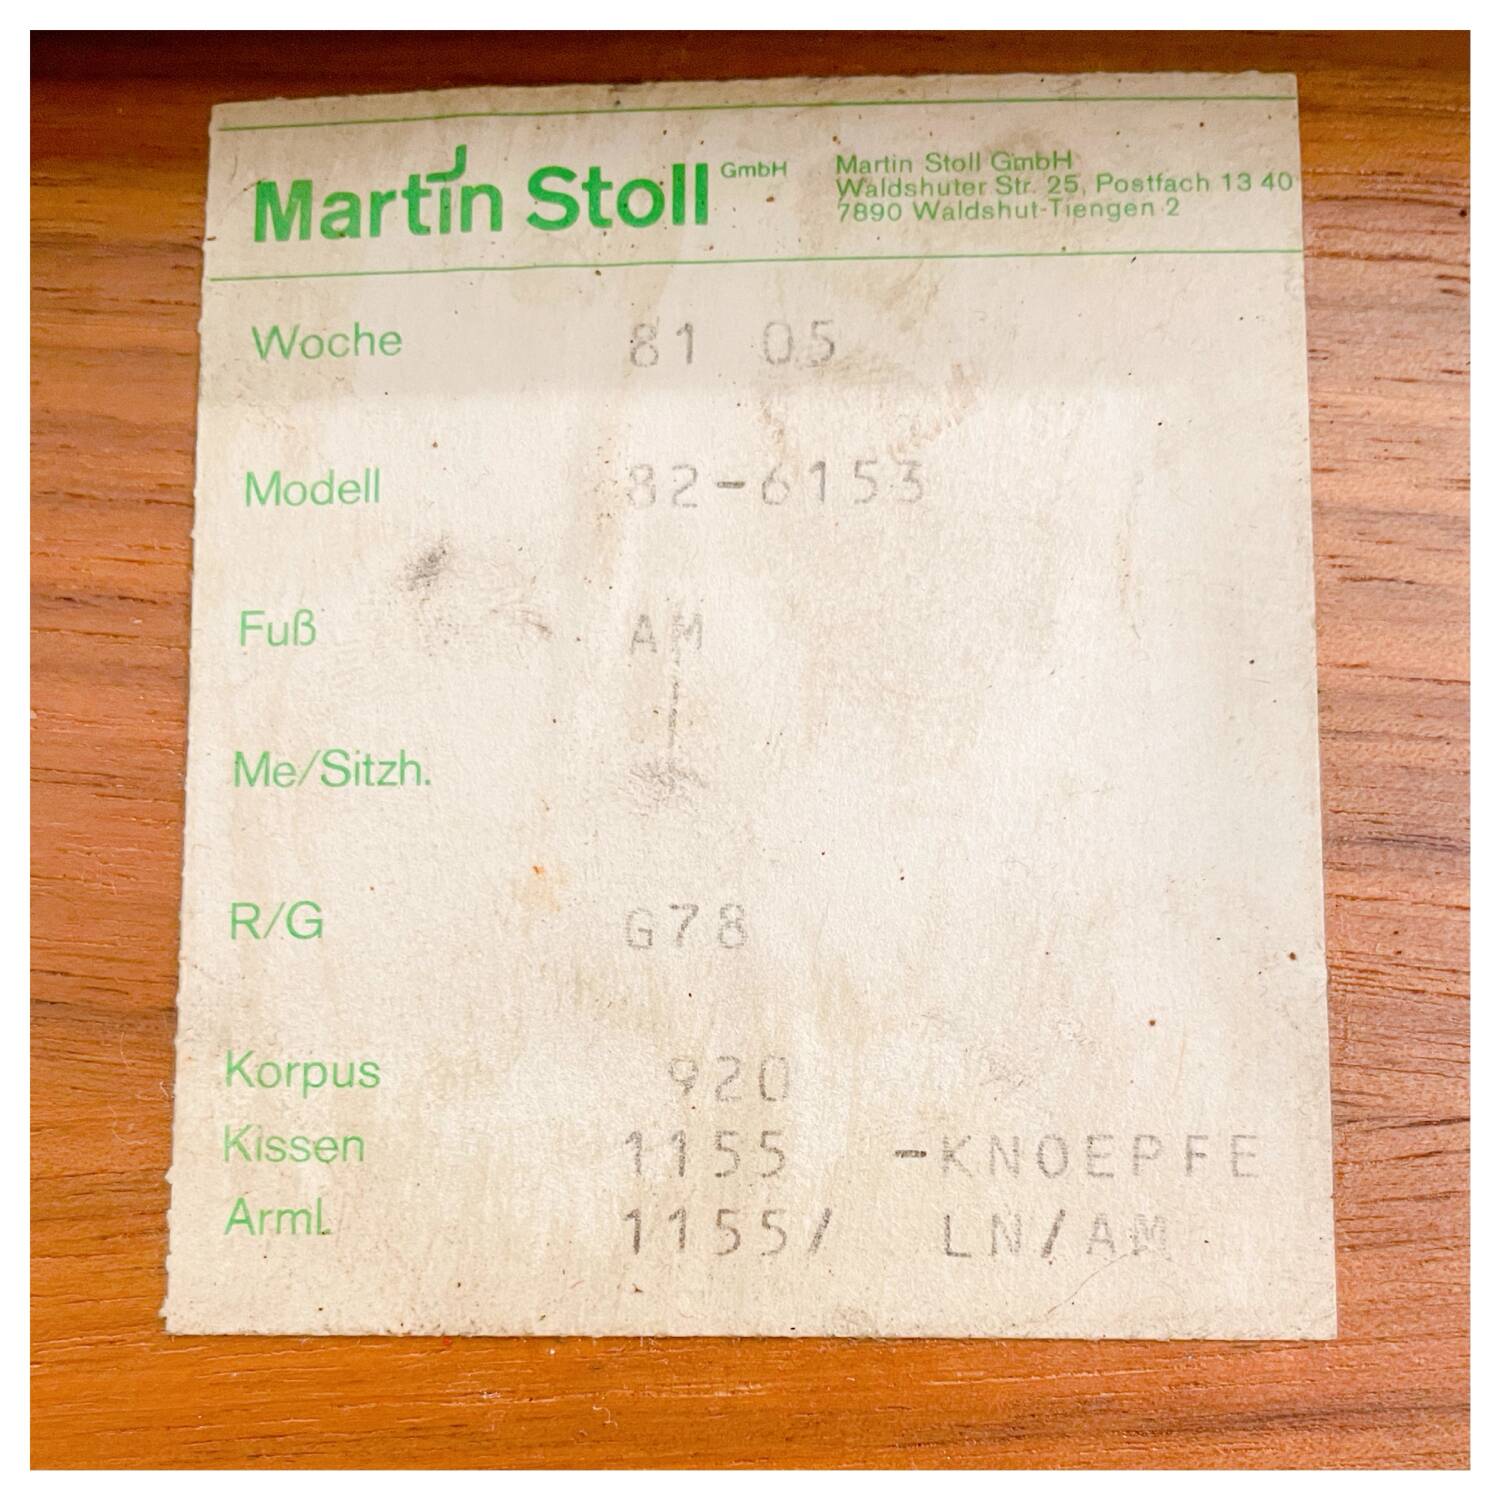 Martin Stoll GmbH
Martin Stoll GmbH
Waldshuter Str. 25, Postfach 13 40
7890 Waldshut-Tiengen 2
Woche 81 05
Modell 82-6153
Fuß AM
Me/Sitzh.
R/G G78
Korpus 920
Kissen 1155 -KNOEPFE
Arml. 1155/ LN/AM